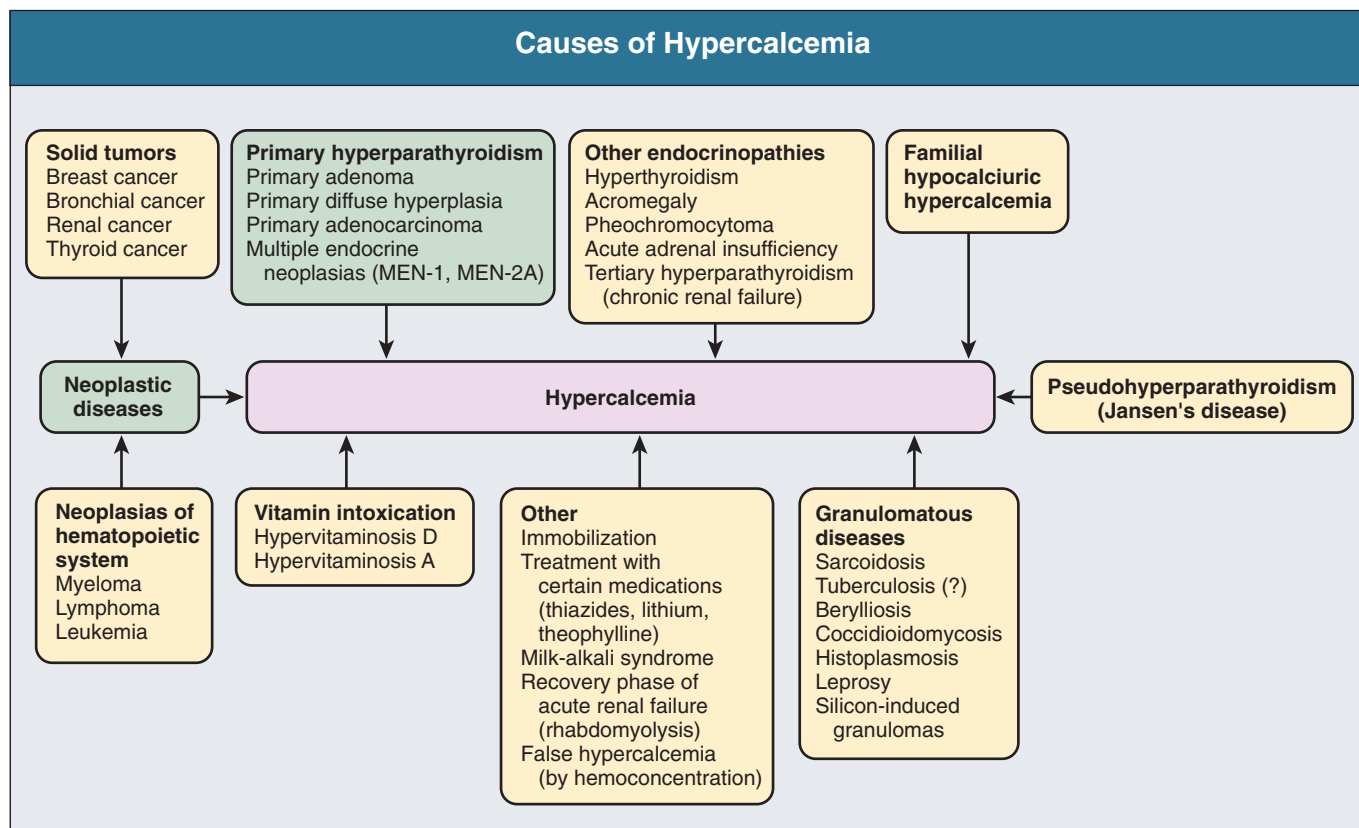 Causes of Hypercalcemia
Solid tumors
Breast cancer
Bronchial cancer
Renal cancer
Thyroid cancer
Primary hyperparathyroidism
Primary adenoma
Primary diffuse hyperplasia
Primary adenocarcinoma
Multiple endocrine
neoplasias (MEN-1, MEN-2A)
Other endocrinopathies
Hyperthyroidism
Acromegaly
Pheochromocytoma
Acute adrenal insufficiency
Tertiary hyperparathyroidism
(chronic renal failure)
Familial
hypocalciuric
hypercalcemia
Neoplastic
diseases
Hypercalcemia
Pseudohyperparathyroidism
(Jansen's disease)
Neoplasias of
hematopoietic
system
Myeloma
Lymphoma
Leukemia
Vitamin intoxication
Hypervitaminosis D
Hypervitaminosis A
Other
Immobilization
Treatment with
certain medications
(thiazides, lithium,
theophylline)
Milk-alkali syndrome
Recovery phase of
acute renal failure
(rhabdomyolysis)
False hypercalcemia
(by hemoconcentration)
Granulomatous
diseases
Sarcoidosis
Tuberculosis (?)
Berylliosis
Coccidioidomycosis
Histoplasmosis
Leprosy
Silicon-induced
granulomas